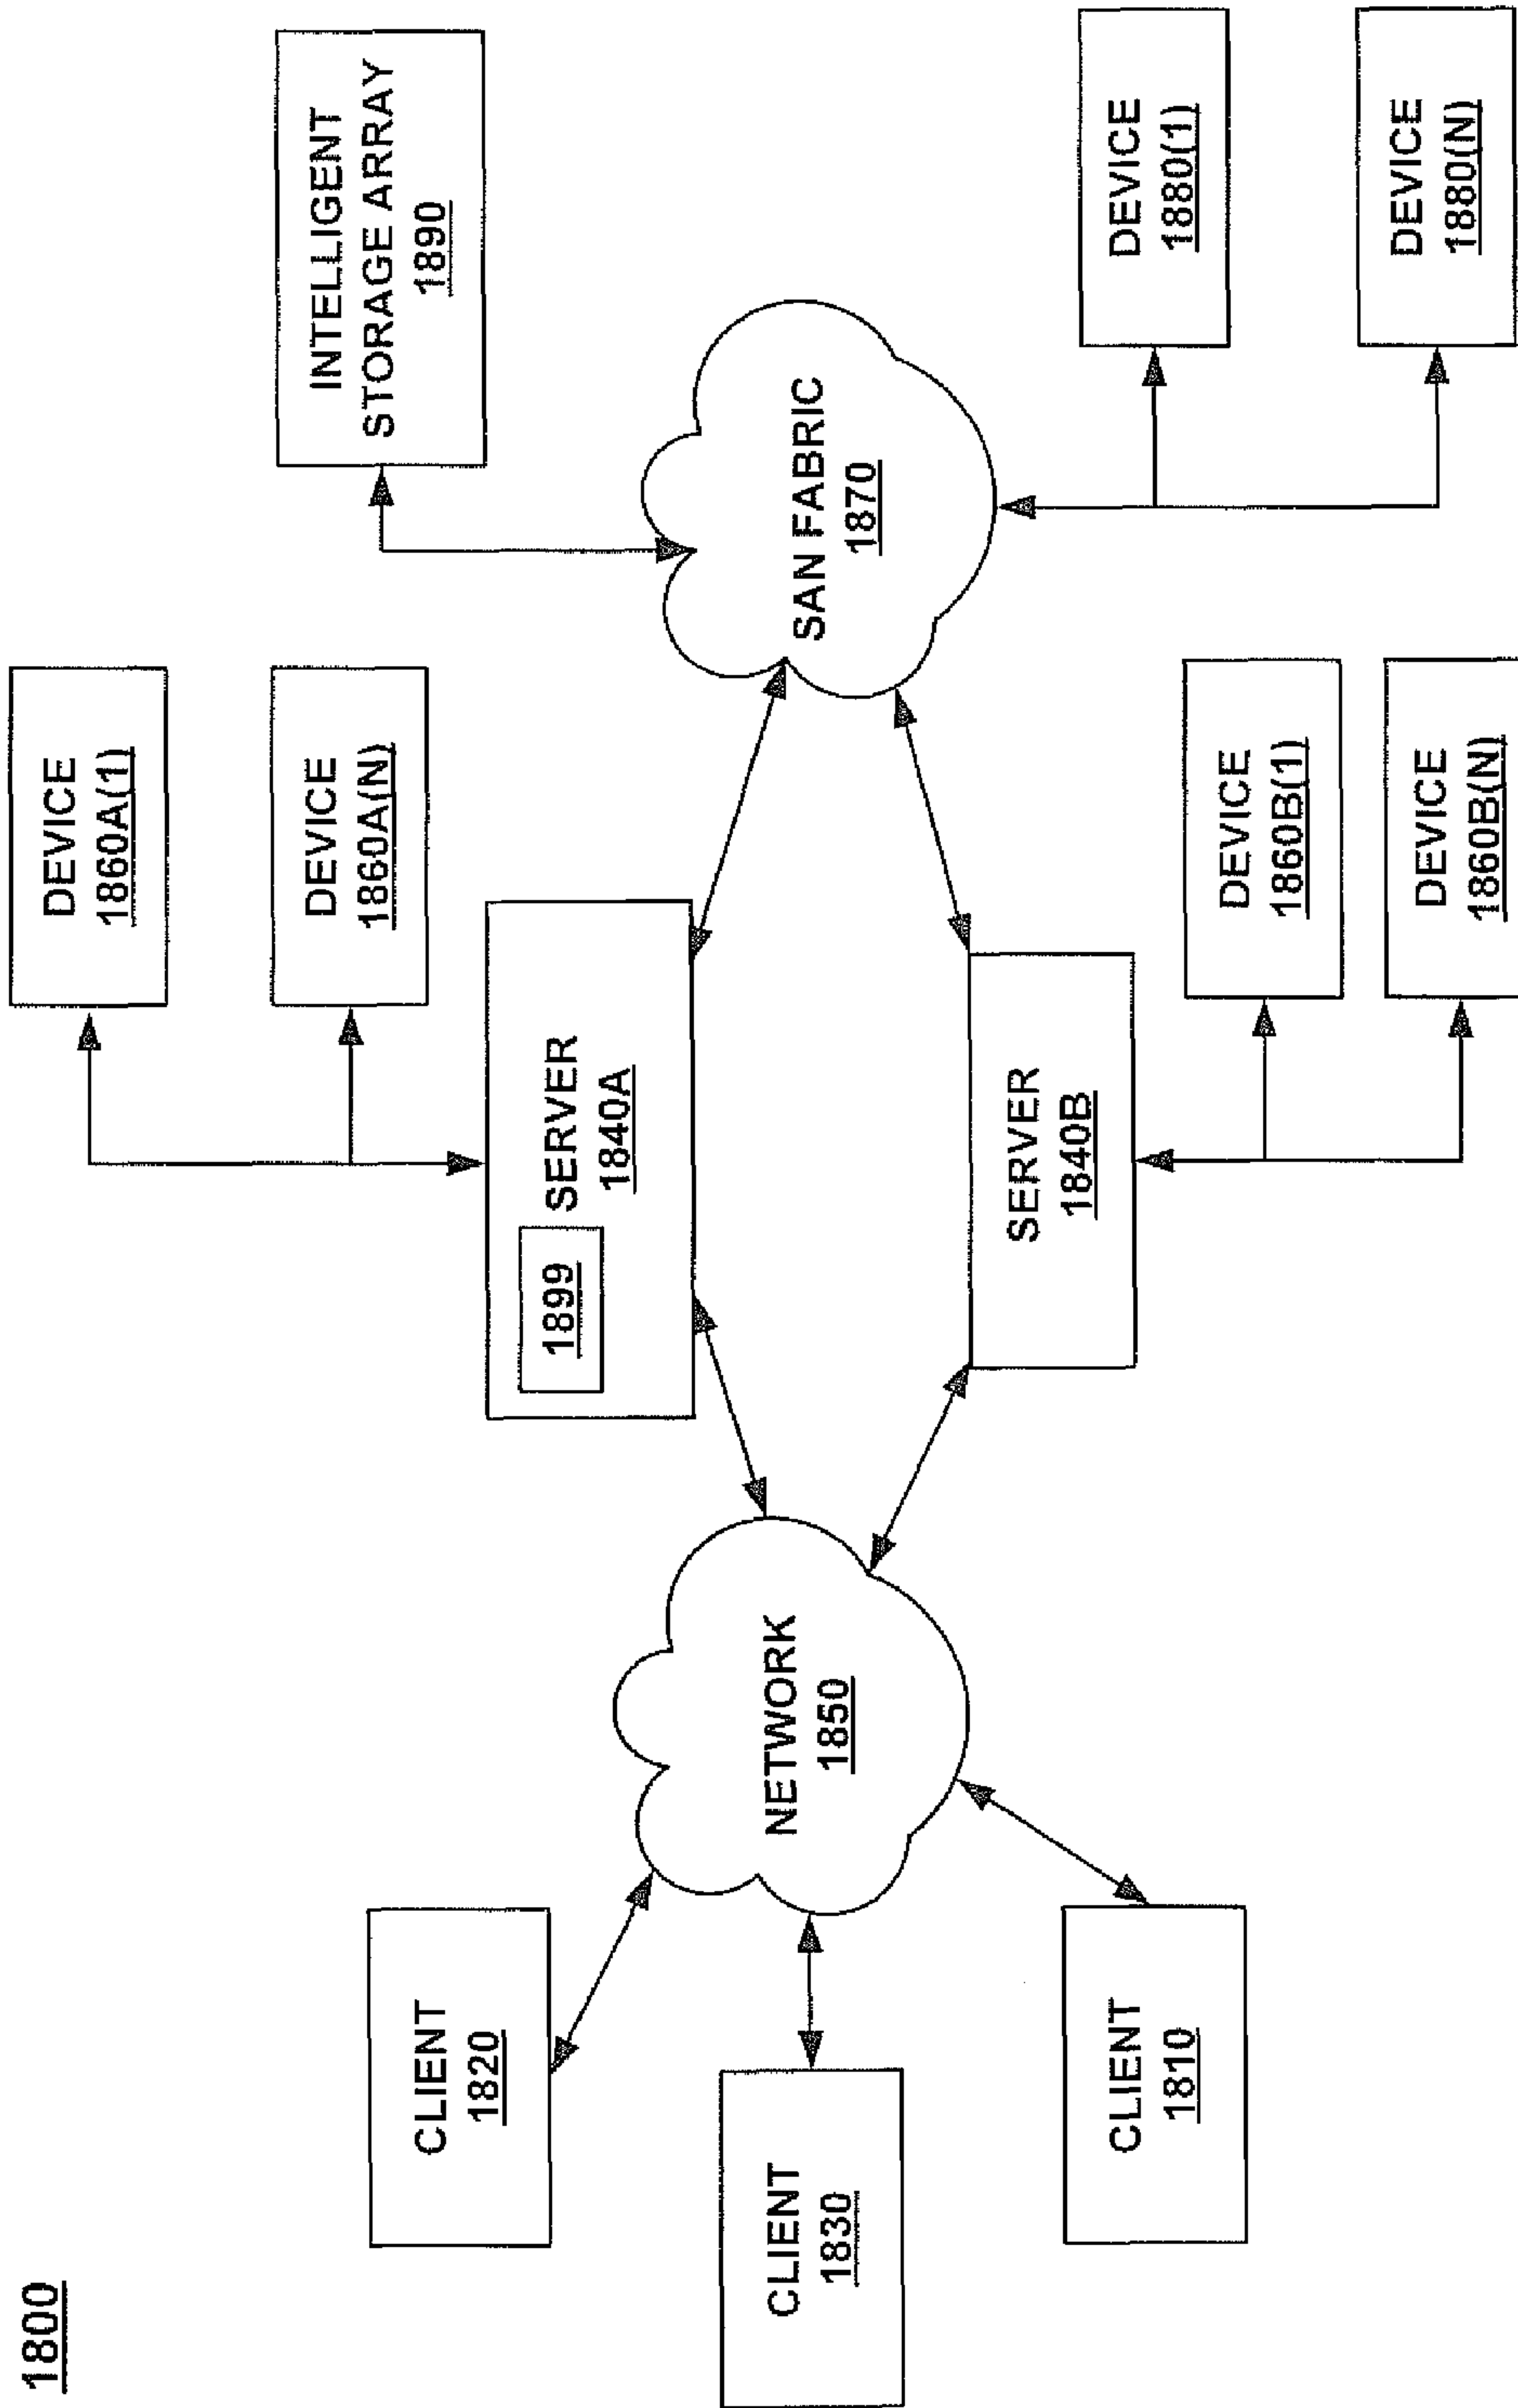 1800
CLIENT
1820
CLIENT
1830
CLIENT
1810
NETWORK
1850
1899
SERVER
1840A
SERVER
1840B
DEVICE
1860A(1)
DEVICE
1860A(N)
DEVICE
1860B(1)
DEVICE
1860B(N)
SAN FABRIC
1870
INTELLIGENT
STORAGE ARRAY
1890
DEVICE
1880(1)
DEVICE
1880(N)